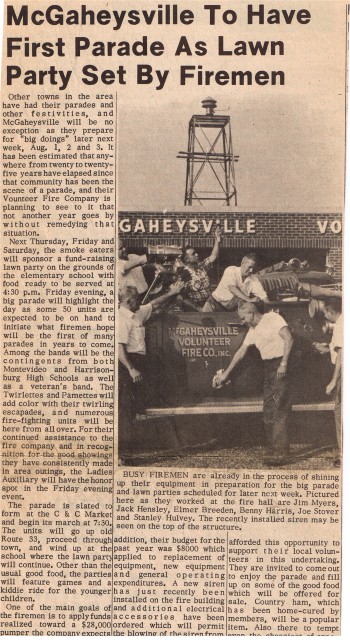 McGaheysville To Have
First Parade As Lawn
Party Set By Firemen
Other towns in the area
have had their parades and
other festivities, and
McGaheysville will be no
exception as they prepare
for "big doings" later next
week, Aug. 1, 2 and 3. It
has been estimated that any-
where from twenty to twenty-
five years have elapsed since
that community has been the
scene of a parade, and their
Vounteer Fire Company is
planning to see to it that
not another year goes by
without remedying that
situation.
Next Thursday, Friday and
Saturday, the smoke eaters
will sponsor a fund-raising
lawn party on the grounds of
the elementary school with
food ready to be served at
4:30 p.m. Friday evening, a
big parade will highlight the
day as some 50 units are
expected to be on hand to
initiate what firemen hope
will be the first of many
parades in years to come.
Among the bands will be the
contingents from both
Montevideo and Harrison-
burg High Schools as well
as a veteran's band. The
Twirlettes and Pamettes will
add color with their twirling
escapades, and numerous
fire-fighting units will be
here from all over. For their
continued assistance to the
fire company and in recog-
nition for the good showings
they have consistently made
in area outings, the Ladies
Auxiliary will have the honor
spot in the Friday evening
event.
The parade is slated to
form at the C & C Market
and begin its march at 7:30.
The units will go up old
Route 33, proceed through
town, and wind up at the
school where the lawn party
will continue. Other than the
usual good food, the parties
will feature games and a
kiddie ride for the younger
children.
One of the main goals of
the firemen is to apply funds
realized toward a $28,000
pumper the company expects
GAHEYSVILLE VO
McGAHEYSVILLE
VOLUNTEER
FIRE CO., INC.
BUSY FIREMEN are already in the process of shining
up their equipment in preparation for the big parade
and lawn parties scheduled for later next week. Pictured
here as they worked at the fire hall are Jim Myers,
Jack Hensley, Elmer Breeden, Benny Harris, Joe Stover
and Stanley Hulvey. The recently installed siren may be
seen on the top of the structure.
addition, their budget for the
past year was $8000 which
applied to replacement of
equipment, new equipment
and general operating
expenditures. A new siren
has just recently been
installed on the fire building
and additional electrical
accessories have been
ordered which will permit
the blowing of the siren from
afforded this opportunity to
support their local volun-
teers in this undertaking.
They are invited to come out
to enjoy the parade and fill
up on some of the good food
which will be offered for
sale. Country ham, which
has been home-cured by
members, will be a popular
item. Also there to tempt